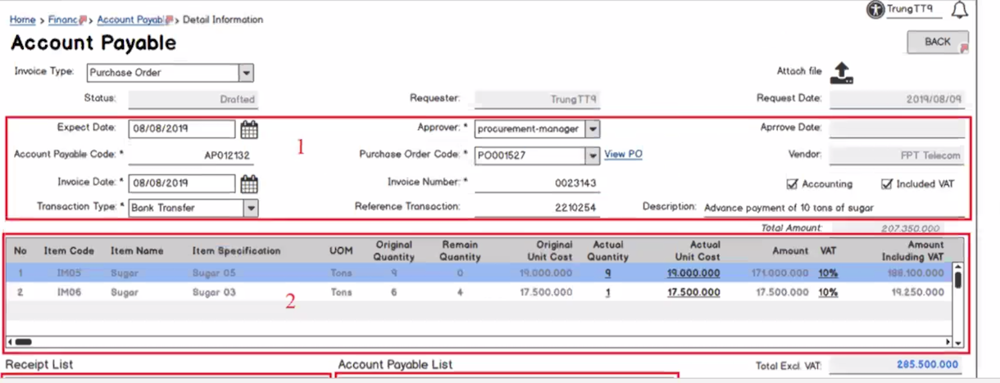 Home > Financ > Account Payabl > Detail Information TrungTT9
Account Payable BACK
Invoice Type: Purchase Order Attach file
Status: Drafted Requester: TrungTT9 Request Date: 2019/08/09
Expect Date: 08/08/2019 Approver: * procurement-manager Aprrove Date:
1
Account Payable Code: * AP012132 Purchase Order Code: * PO001527 View PO Vendor: FPT Telecom
Invoice Date: * 08/08/2019 Invoice Number: * 0023143 Accounting Included VAT
Transaction Type: * Bank Transfer Reference Transaction: 2210254 Description: Advance payment of 10 tons of sugar
Total Amount: 207.350.000
No Item Code Item Name Item Specification UOM Original Quantity Remain Quantity Original Unit Cost Actual Quantity Actual Unit Cost Amount VAT Amount Including VAT
1 IM05 Sugar Sugar 05 Tons 9 0 19.000.000 9 19.000.000 171.000.000 10% 188.100.000
2 IM06 Sugar Sugar 03 Tons 6 4 17.500.000 1 17.500.000 17.500.000 10% 19.250.000
2
Receipt List Account Payable List Total Excl. VAT: 285.500.000